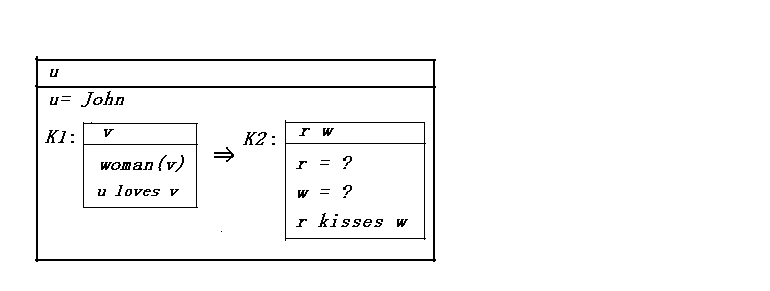 u
u= John
K1: v ⇒ K2: r w
woman(v) r = ?
u loves v w = ?
r kisses w